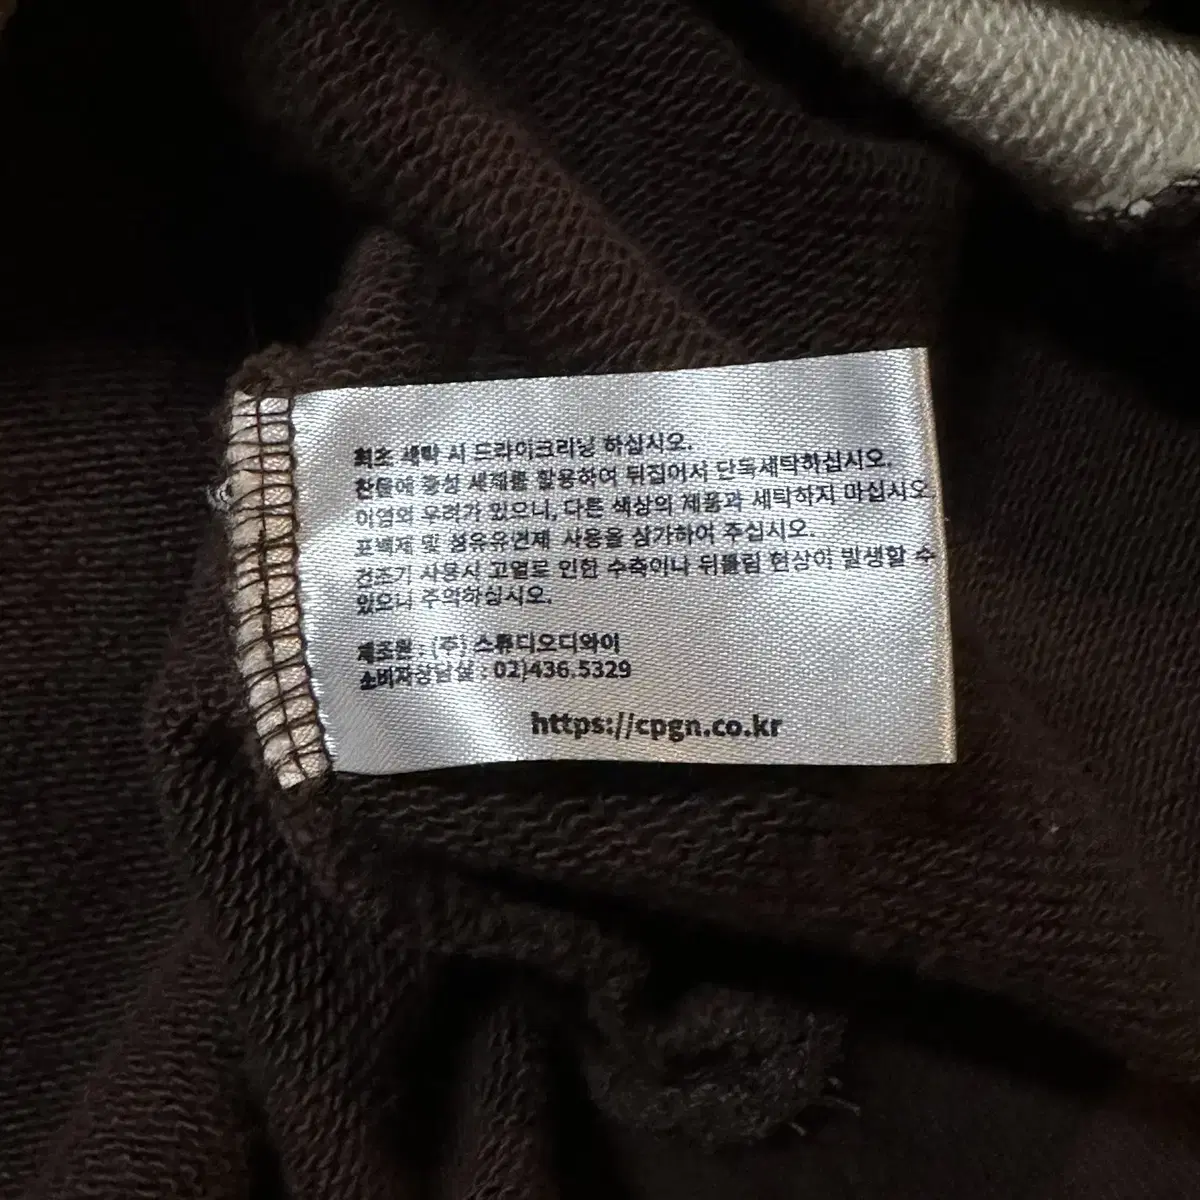 최초 세탁 시 드라이크리닝 하십시오.
찬물에 중성 세제를 활용하여 뒤집어서 단독세탁하십시오.
이염의 우려가 있으니, 다른 색상의 제품과 세탁하지 마십시오
표백제 및 섬유유연제 사용을 삼가하여 주십시오.
건조기 사용시 고열로 인한 수축이나 뒤틀림 현상이 발생할 수
있으니 주의하십시오.
제조원 : (주) 스튜디오디와이
소비자상담실 : 02)436.5329
https://cpgn.co.kr